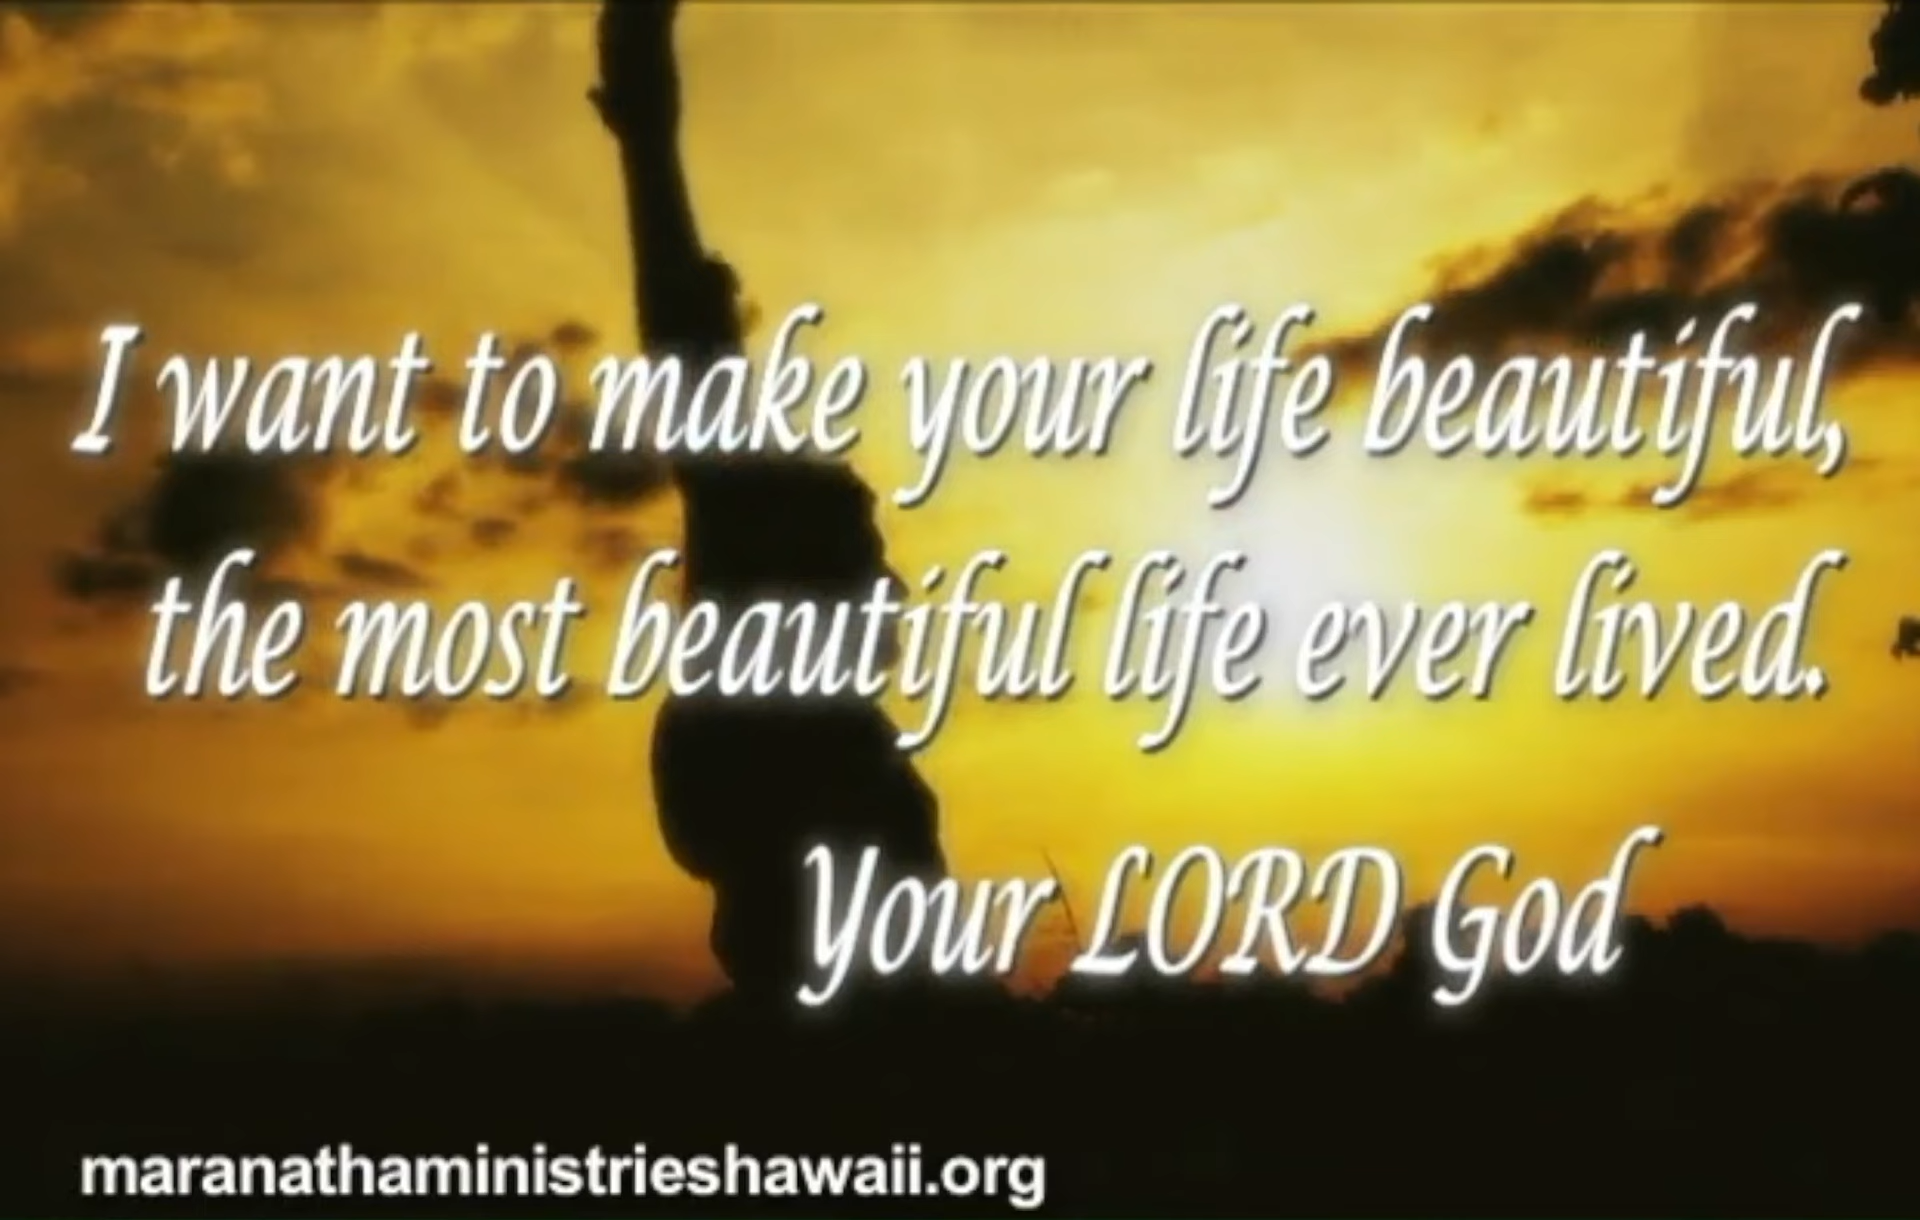 I want to make your life beautiful,
the most beautiful life ever lived.
Your LORD God
maranathaministrieshawaii.org